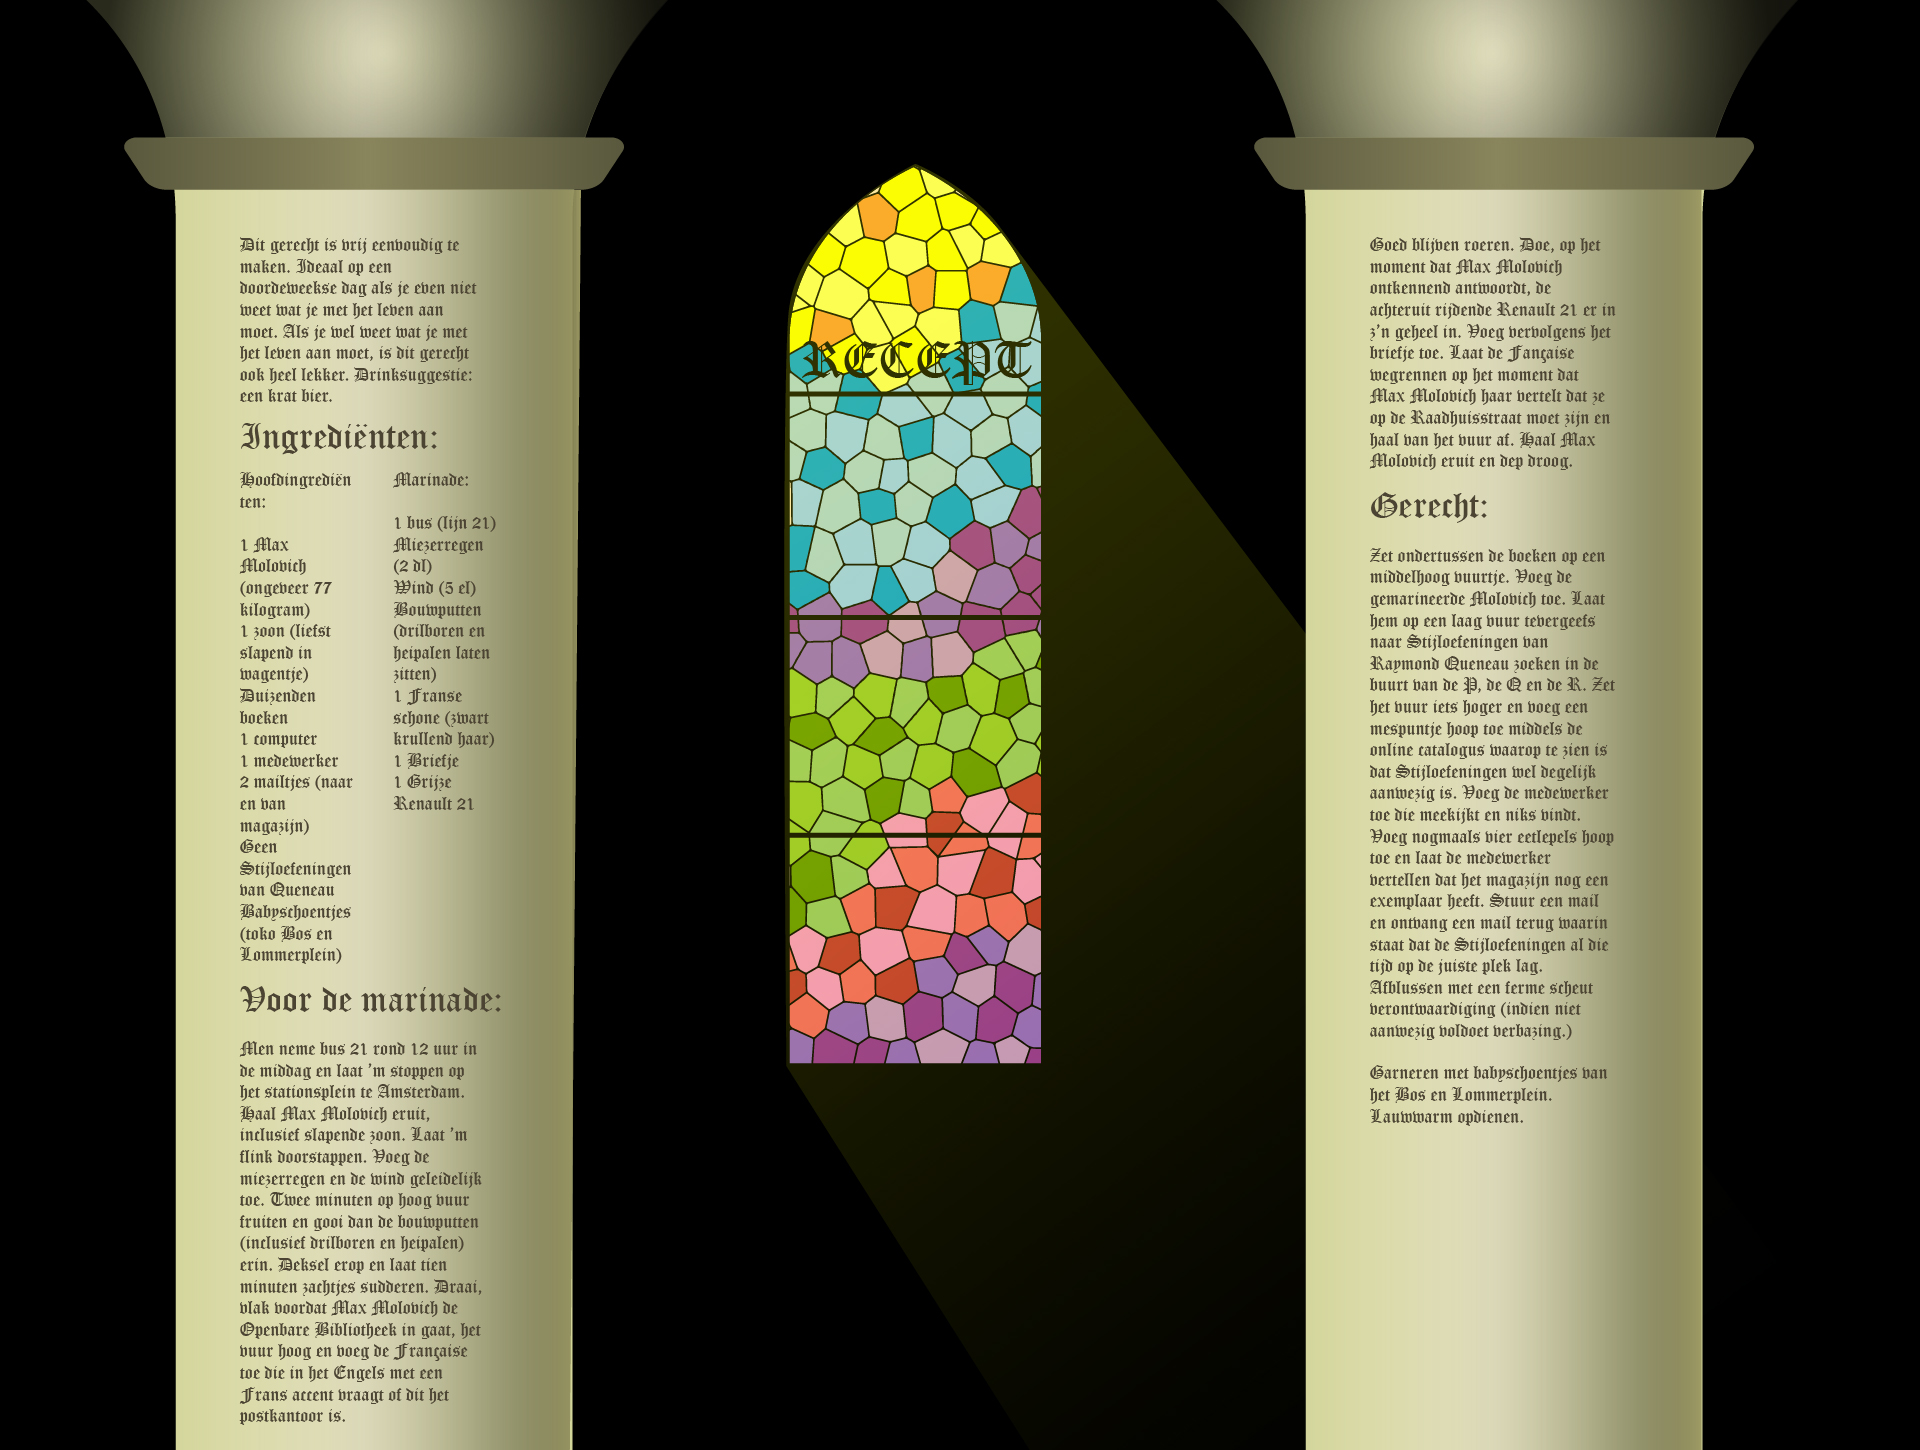 Dit gerecht is vrij eenvoudig te
maken. Ideaal op een
doordeweekse dag als je even niet
weet wat je met het leven aan
moet. Als je wel weet wat je met
het leven aan moet, is dit gerecht
ook heel lekker. Drinksuggestie:
een krat bier.
Ingrediënten:
Hoofdingrediën
ten:
1 Max
Molovich
(ongeveer 77
kilogram)
1 zoon (liefst
slapend in
wagentje)
Duizenden
boeken
1 computer
1 medewerker
2 mailtjes (naar
en van
magazijn)
Geen
Stijloefeningen
van Queneau
Babyschoentjes
(toko Bos en
Lommerplein)
Marinade:
1 bus (lijn 21)
Miezerregen
(2 dl)
Wind (5 el)
Bouwputten
(drilboren en
heipalen laten
zitten)
1 Franse
schone (zwart
krullend haar)
1 Briefje
1 Grijze
Renault 21
Voor de marinade:
Men neme bus 21 rond 12 uur in
de middag en laat 'm stoppen op
het stationsplein te Amsterdam.
Haal Max Molovich eruit,
inclusief slapende zoon. Laat 'm
flink doorstappen. Voeg de
miezerregen en de wind geleidelijk
toe. Twee minuten op hoog vuur
fruiten en gooi dan de bouwputten
(inclusief drilboren en heipalen)
erin. Deksel erop en laat tien
minuten zachtjes sudderen. Draai,
vlak voordat Max Molovich de
Openbare Bibliotheek in gaat, het
vuur hoog en voeg de Française
toe die in het Engels met een
Frans accent vraagt of dit het
postkantoor is.
RECEPT
Goed blijven roeren. Doe, op het
moment dat Max Molovich
ontkennend antwoordt, de
achteruit rijdende Renault 21 er in
z'n geheel in. Voeg vervolgens het
briefje toe. Laat de Fançaise
wegrennen op het moment dat
Max Molovich haar vertelt dat ze
op de Raadhuisstraat moet zijn en
haal van het vuur af. Haal Max
Molovich eruit en dep droog.
Gerecht:
Zet ondertussen de boeken op een
middelhoog vuurtje. Voeg de
gemarineerde Molovich toe. Laat
hem op een laag vuur tevergeefs
naar Stijloefeningen van
Raymond Queneau zoeken in de
buurt van de P, de Q en de R. Zet
het vuur iets hoger en voeg een
mespuntje hoop toe middels de
online catalogus waarop te zien is
dat Stijloefeningen wel degelijk
aanwezig is. Voeg de medewerker
toe die meekijkt en niks vindt.
Voeg nogmaals vier eetlepels hoop
toe en laat de medewerker
vertellen dat het magazijn nog een
exemplaar heeft. Stuur een mail
en ontvang een mail terug waarin
staat dat de Stijloefeningen al die
tijd op de juiste plek lag.
Afblussen met een ferme scheut
verontwaardiging (indien niet
aanwezig voldoet verbazing.)
Garneren met babyschoentjes van
het Bos en Lommerplein.
Lauwwarm opdienen.